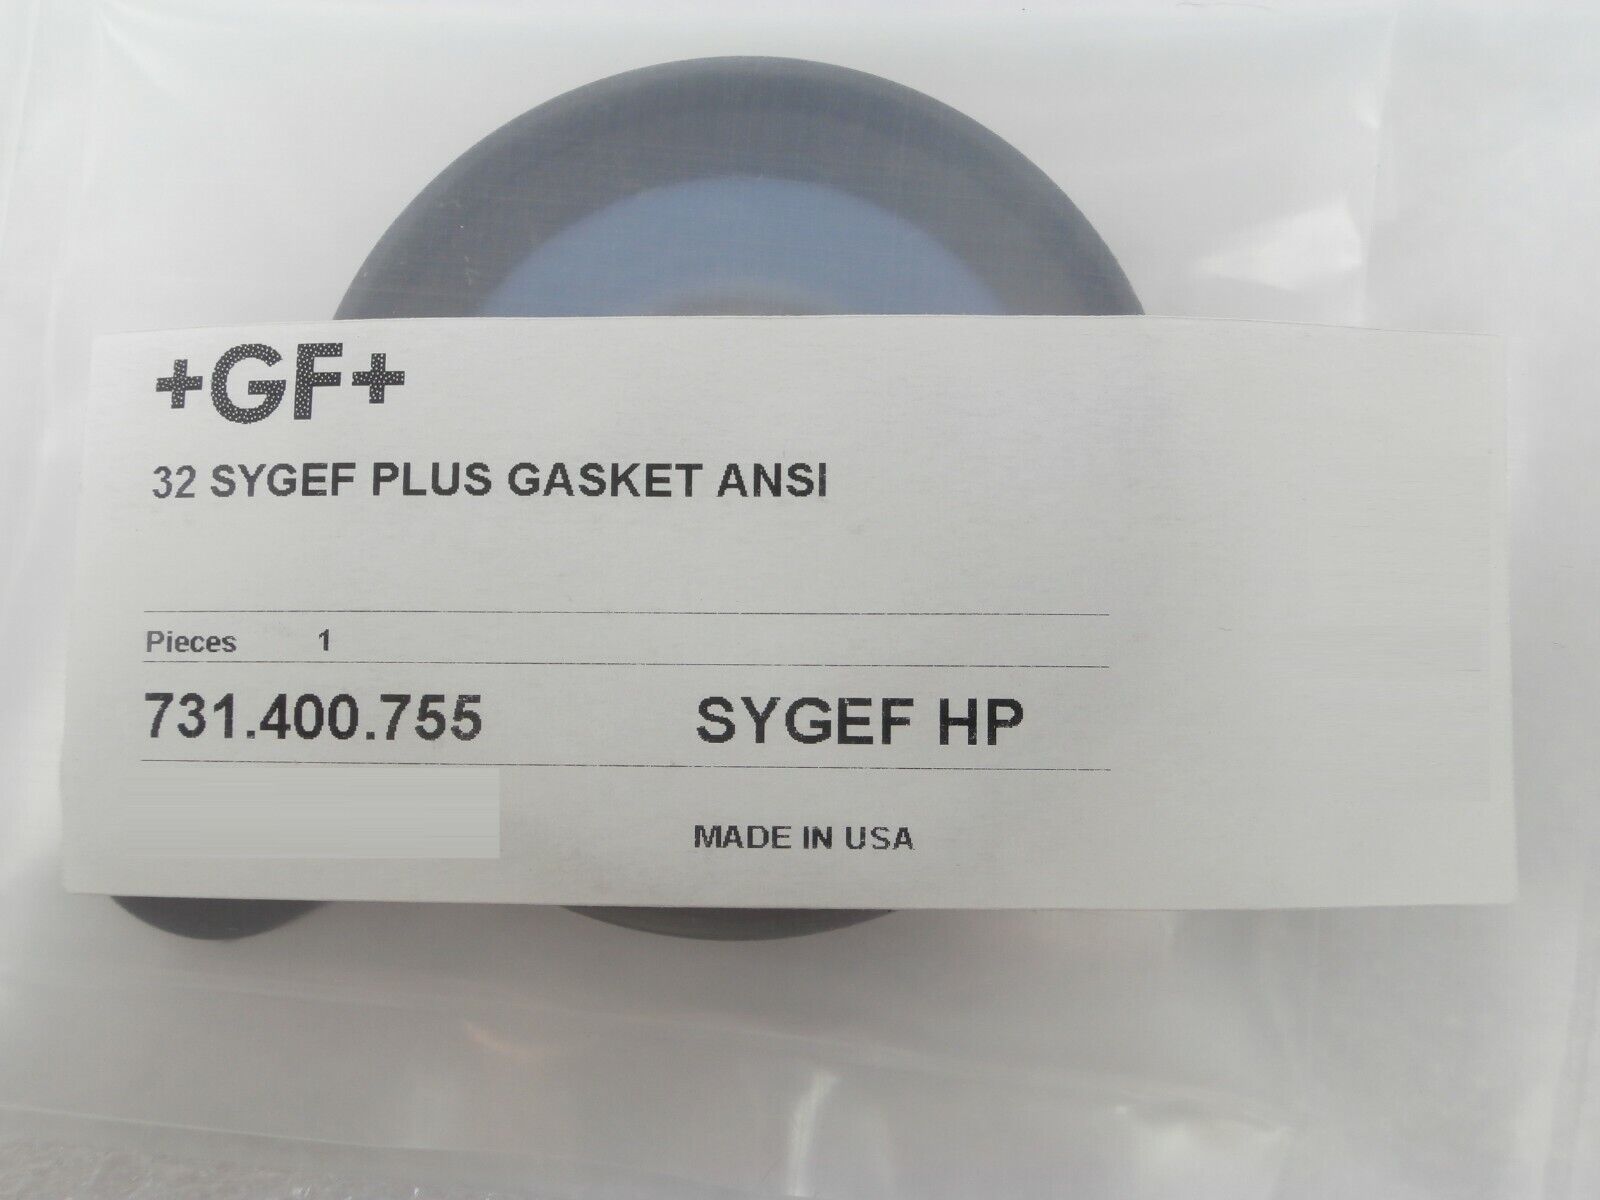 +GF+
32 SYGEF PLUS GASKET ANSI
Pieces 1
731.400.755 SYGEF HP
MADE IN USA